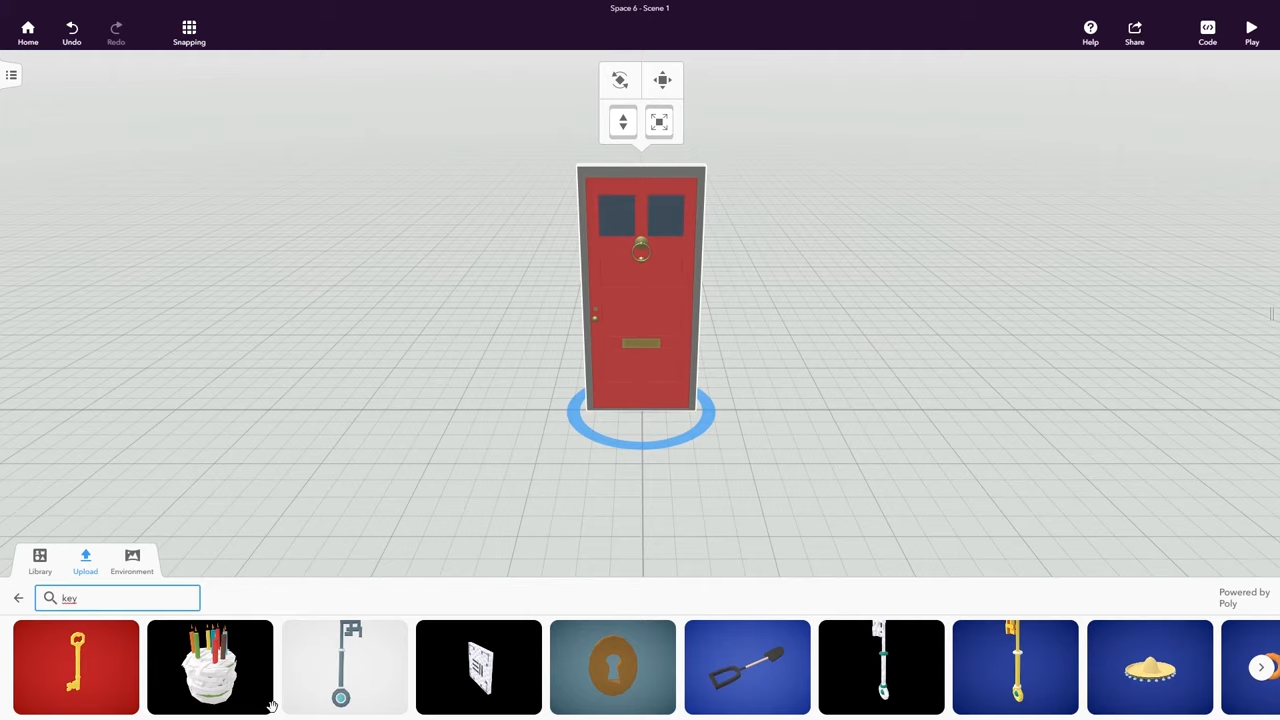 Space 6 - Scene 1
Home
Undo
Redo
Snapping
Help
Share
Code
Play
Library
Upload
Environment
key
Powered by
Poly